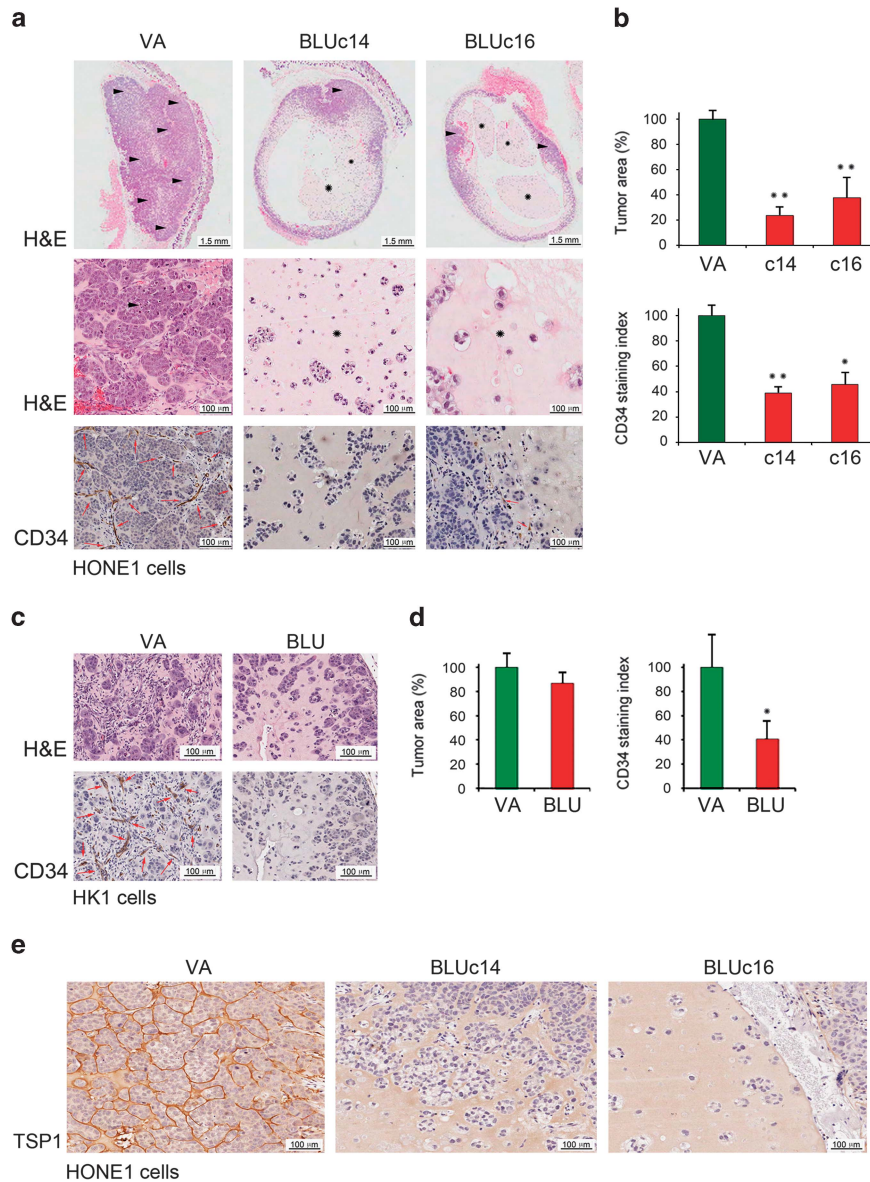 a
VA BLUc14 BLUc16
H&E
1.5 mm 1.5 mm 1.5 mm
H&E
100 µm 100 µm 100 µm
CD34
100 µm 100 µm 100 µm
HONE1 cells
b
Tumor area (%)
120
100
80
60
40
20
0
** **
VA c14 c16
CD34 staining index
120
100
80
60
40
20
0
** *
VA c14 c16
c
VA BLU
H&E
100 µm 100 µm
CD34
100 µm 100 µm
HK1 cells
d
Tumor area (%)
100
80
60
40
20
0
VA BLU
CD34 staining index
100
80
60
40
20
0
*
VA BLU
e
VA BLUc14 BLUc16
TSP1
100 µm 100 µm 100 µm
HONE1 cells